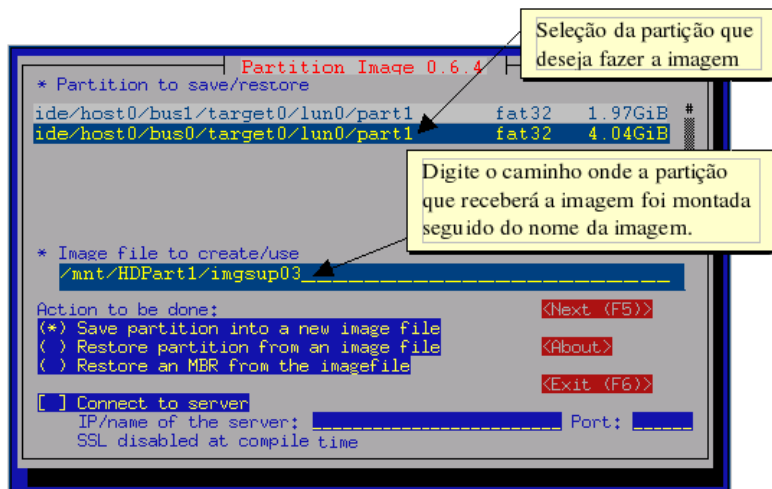 Seleção da partição que
deseja fazer a imagem
Partition Image 0.6.4
* Partition to save/restore
ide/host0/bus1/target0/lun0/part1 fat32 1.97GiB #
ide/host0/bus0/target0/lun0/part1 fat32 4.04GiB
Digite o caminho onde a partição
que receberá a imagem foi montada
seguido do nome da imagem.
* Image file to create/use
/mnt/HDPart1/imgsup03
Action to be done:
<Next (F5)>
(*) Save partition into a new image file
( ) Restore partition from an image file
<About>
( ) Restore an MBR from the imagefile
<Exit (F6)>
[ ] Connect to server
IP/name of the server: Port:
SSL disabled at compile time